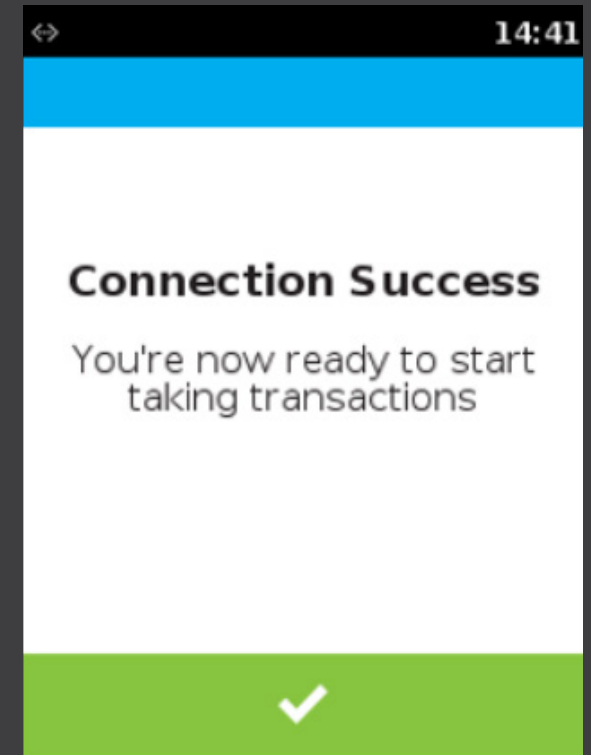 14:41
Connection Success
You're now ready to start
taking transactions